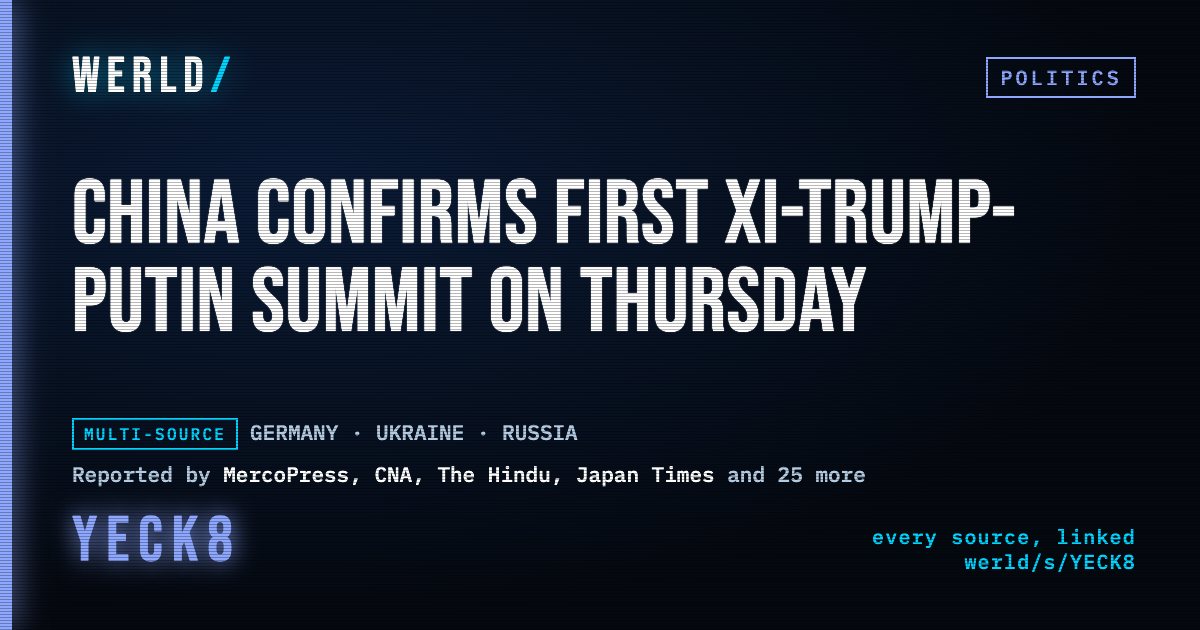 WERLD/
POLITICS
CHINA CONFIRMS FIRST XI-TRUMP-
PUTIN SUMMIT ON THURSDAY
MULTI-SOURCE GERMANY · UKRAINE · RUSSIA
Reported by MercoPress, CNA, The Hindu, Japan Times and 25 more
YECK8
every source, linked
werld/s/YECK8